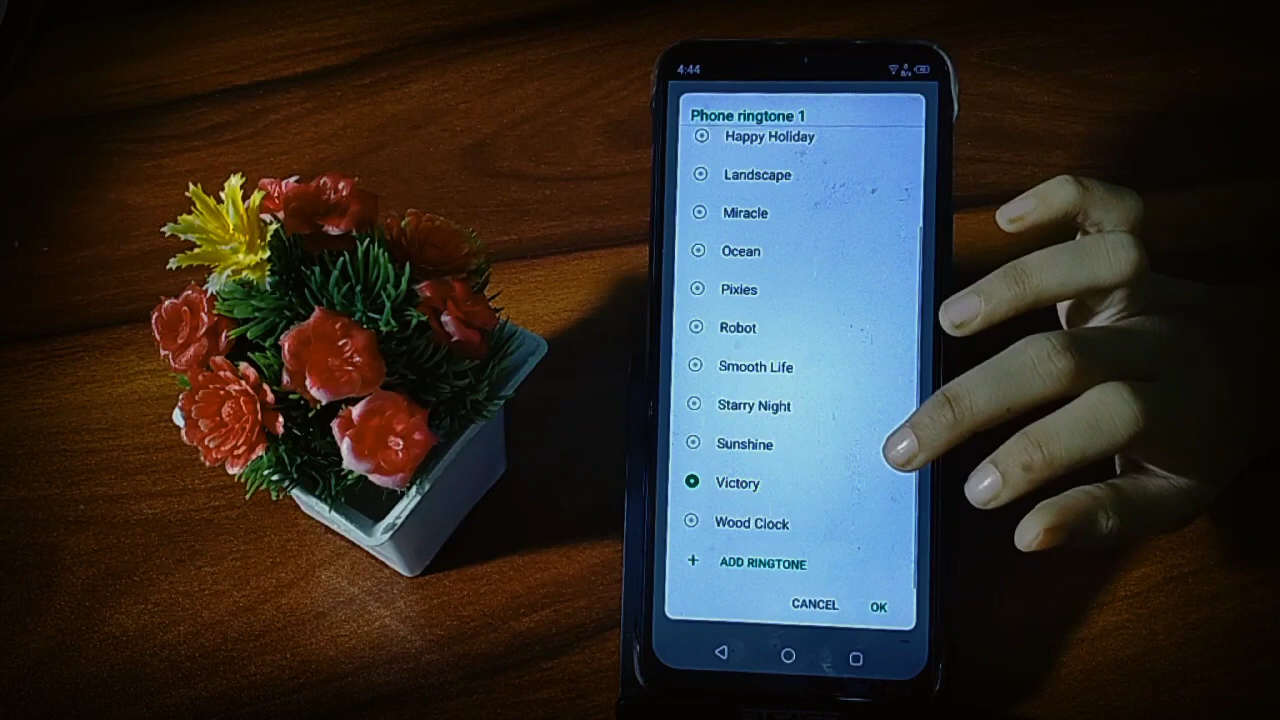 4:44
Phone ringtone 1
Happy Holiday
Landscape
Miracle
Ocean
Pixies
Robot
Smooth Life
Starry Night
Sunshine
Victory
Wood Clock
+ ADD RINGTONE
CANCEL OK